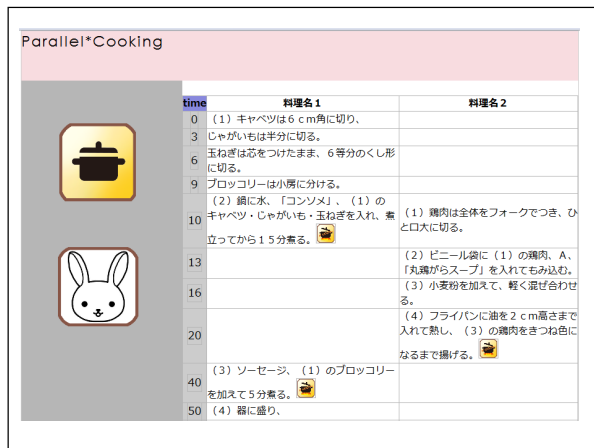 Parallel*Cooking
time 料理名1 料理名2
0 (1)キャベツは6cm角に切り、
3 じゃがいもは半分に切る。
6 玉ねぎは芯をつけたまま、6等分のくし形
に切る。
9 ブロッコリーは小房に分ける。
10 (2)鍋に水、「コンソメ」、(1)の
キャベツ・じゃがいも・玉ねぎを入れ、煮
立ってから15分煮る。
(1)鶏肉は全体をフォークでつき、ひ
と口大に切る。
13 (2)ビニール袋に(1)の鶏肉、A、
「丸鶏がらスープ」を入れてもみ込む。
16 (3)小麦粉を加えて、軽く混ぜ合わせ
る。
20 (4)フライパンに油を2cm高さまで
入れて熱し、(3)の鶏肉をきつね色に
なるまで揚げる。
40 (3)ソーセージ、(1)のブロッコリー
を加えて5分煮る。
50 (4)器に盛り、